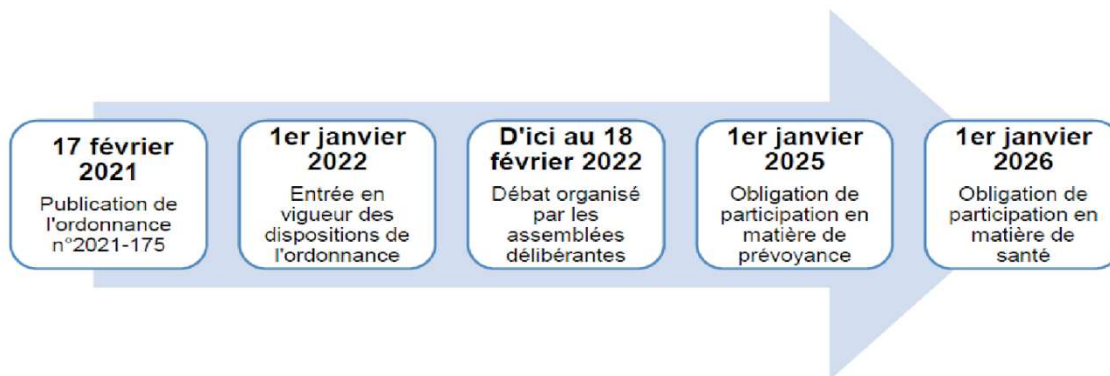 17 février
2021
Publication de
l'ordonnance
n°2021-175
1er janvier
2022
Entrée en
vigueur des
dispositions de
l'ordonnance
D'ici au 18
février 2022
Débat organisé
par les
assemblées
délibérantes
1er janvier
2025
Obligation de
participation en
matière de
prévoyance
1er janvier
2026
Obligation de
participation en
matière de
santé